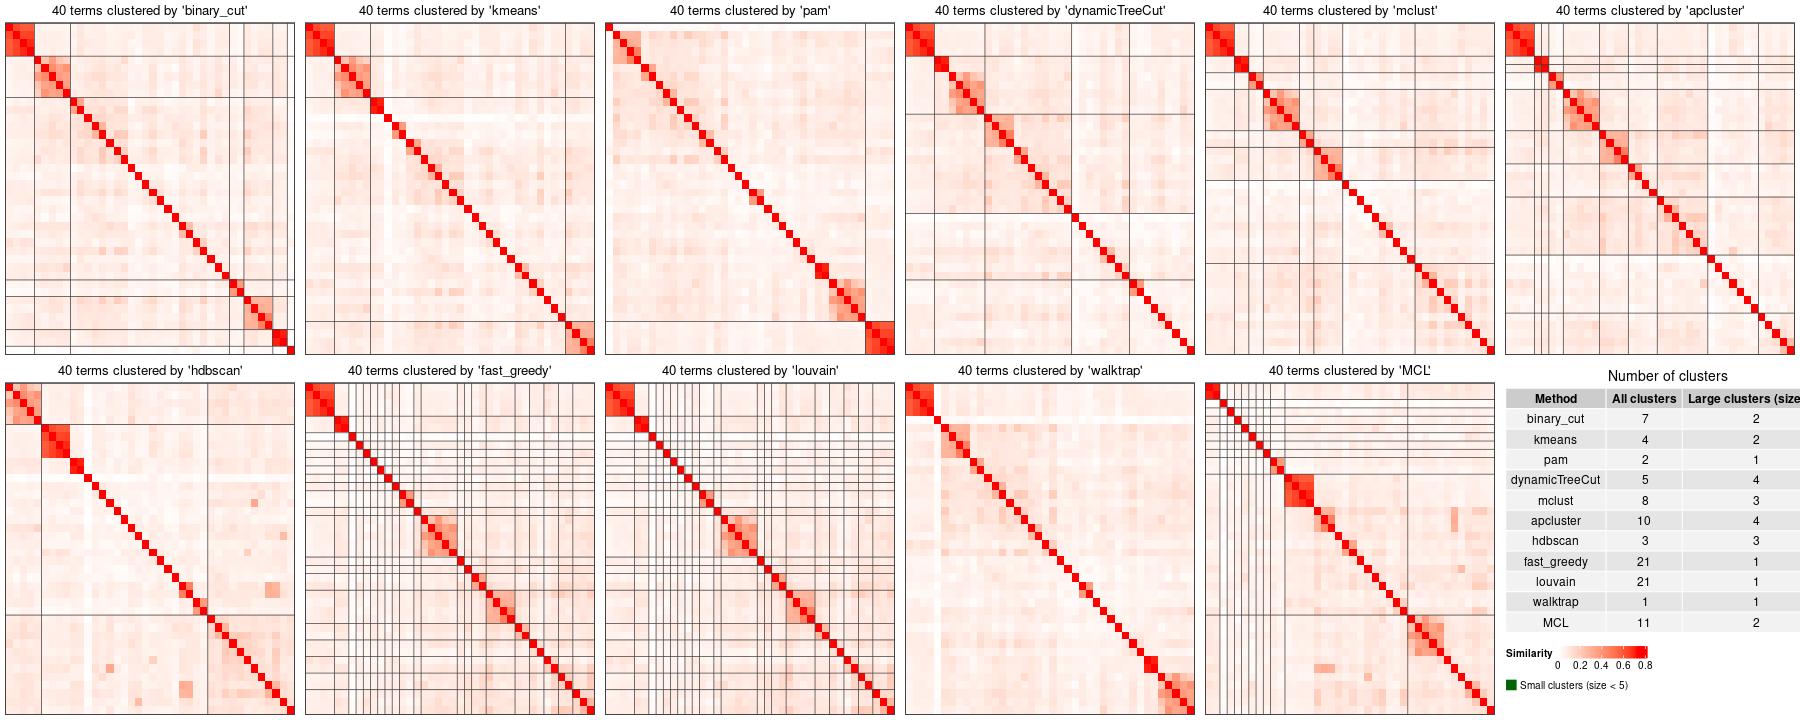 40 terms clustered by 'binary_cut'
40 terms clustered by 'kmeans'
40 terms clustered by 'pam'
40 terms clustered by 'dynamicTreeCut'
40 terms clustered by 'mclust'
40 terms clustered by 'apcluster'
40 terms clustered by 'hdbscan'
40 terms clustered by 'fast_greedy'
40 terms clustered by 'louvain'
40 terms clustered by 'walktrap'
40 terms clustered by 'MCL'
Number of clusters
Method All clusters Large clusters (size
binary_cut 7 2
kmeans 4 2
pam 2 1
dynamicTreeCut 5 4
mclust 8 3
apcluster 10 4
hdbscan 3 3
fast_greedy 21 1
louvain 21 1
walktrap 1 1
MCL 11 2
Similarity
0 0.2 0.4 0.6 0.8
Small clusters (size < 5)